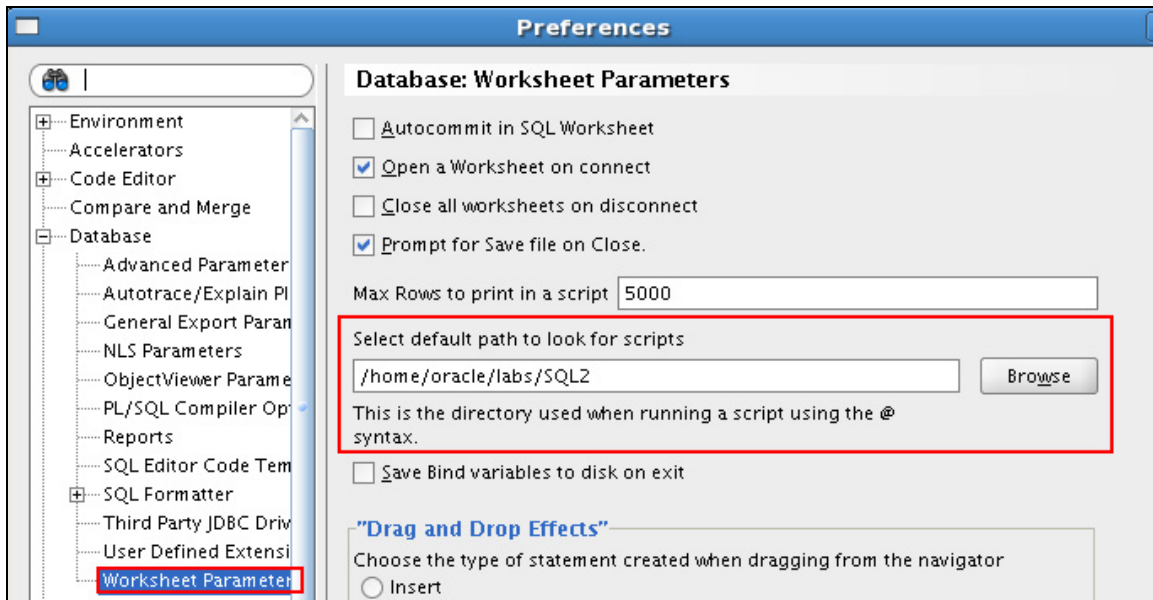 Preferences
Environment
Accelerators
Code Editor
Compare and Merge
Database
Advanced Parameter
Autotrace/Explain Pl
General Export Paran
NLS Parameters
ObjectViewer Parame
PL/SQL Compiler Op
Reports
SQL Editor Code Tem
SQL Formatter
Third Party JDBC Driv
User Defined Extensi
Worksheet Parameter
Database: Worksheet Parameters
Autocommit in SQL Worksheet
Open a Worksheet on connect
Close all worksheets on disconnect
Prompt for Save file on Close.
Max Rows to print in a script 5000
Select default path to look for scripts
/home/oracle/labs/SQL2 Browse
This is the directory used when running a script using the @
syntax.
Save Bind variables to disk on exit
"Drag and Drop Effects"
Choose the type of statement created when dragging from the navigator
Insert